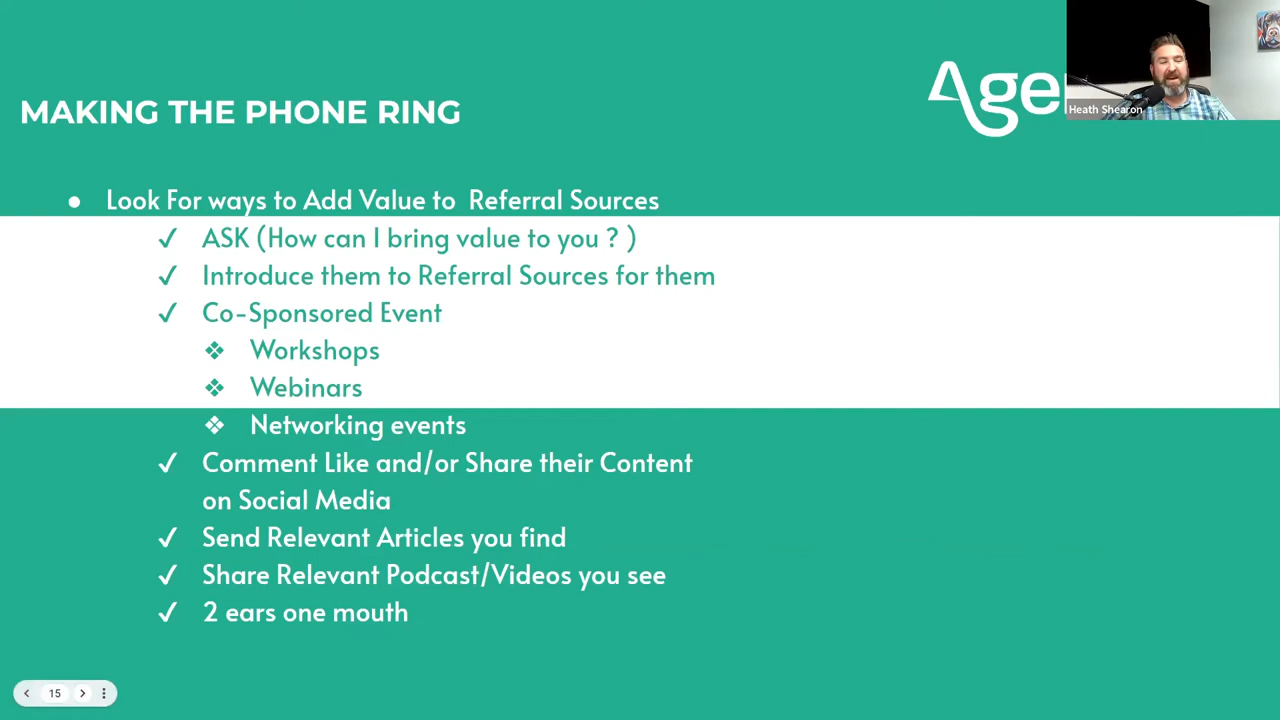 MAKING THE PHONE RING
Age
Heath Shearon
● Look For ways to Add Value to Referral Sources
✓ ASK (How can I bring value to you ? )
✓ Introduce them to Referral Sources for them
✓ Co-Sponsored Event
❖ Workshops
❖ Webinars
❖ Networking events
✓ Comment Like and/or Share their Content
on Social Media
✓ Send Relevant Articles you find
✓ Share Relevant Podcast/Videos you see
✓ 2 ears one mouth
15